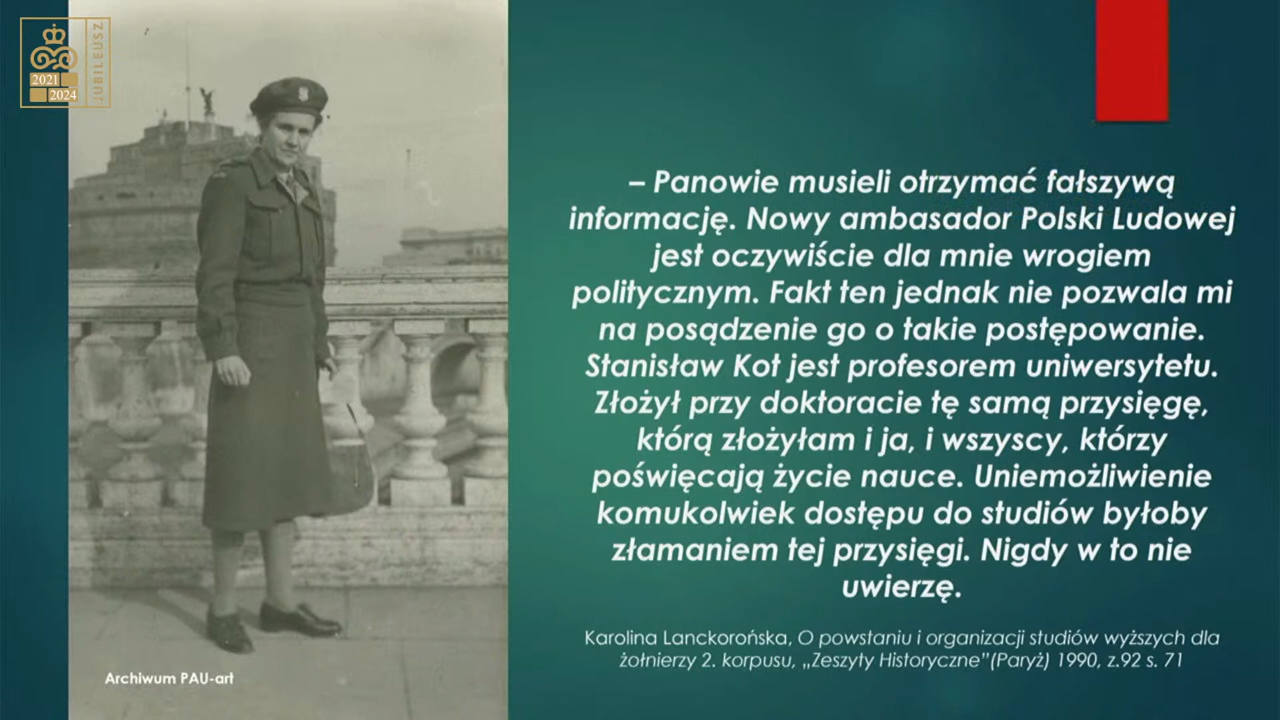 JUBILEUSZ
2021
2024
– Panowie musieli otrzymać fałszywą
informację. Nowy ambasador Polski Ludowej
jest oczywiście dla mnie wrogiem
politycznym. Fakt ten jednak nie pozwala mi
na posądzenie go o takie postępowanie.
Stanisław Kot jest profesorem uniwersytetu.
Złożył przy doktoracie tę samą przysięgę,
którą złożyłam i ja, i wszyscy, którzy
poświęcają życie nauce. Uniemożliwienie
komukolwiek dostępu do studiów byłoby
złamaniem tej przysięgi. Nigdy w to nie
uwierzę.
Karolina Lanckorońska, O powstaniu i organizacji studiów wyższych dla
żołnierzy 2. korpusu, „Zeszyty Historyczne”(Paryż) 1990, z.92 s. 71
Archiwum PAU-art